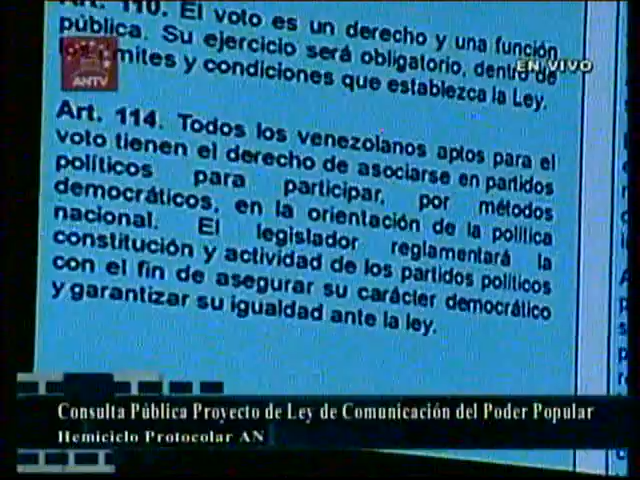 Art. 110. El voto es un derecho y una función
pública. Su ejercicio será obligatorio, dentro de
los límites y condiciones que establezca la Ley.
ANTV
EN VIVO
Art. 114. Todos los venezolanos aptos para el
voto tienen el derecho de asociarse en partidos
políticos para participar, por métodos
democráticos, en la orientación de la política
nacional. El legislador reglamentará la
constitución y actividad de los partidos políticos
con el fin de asegurar su carácter democrático
y garantizar su igualdad ante la ley.
Consulta Pública Proyecto de Ley de Comunicación del Poder Popular
Hemiciclo Protocolar AN